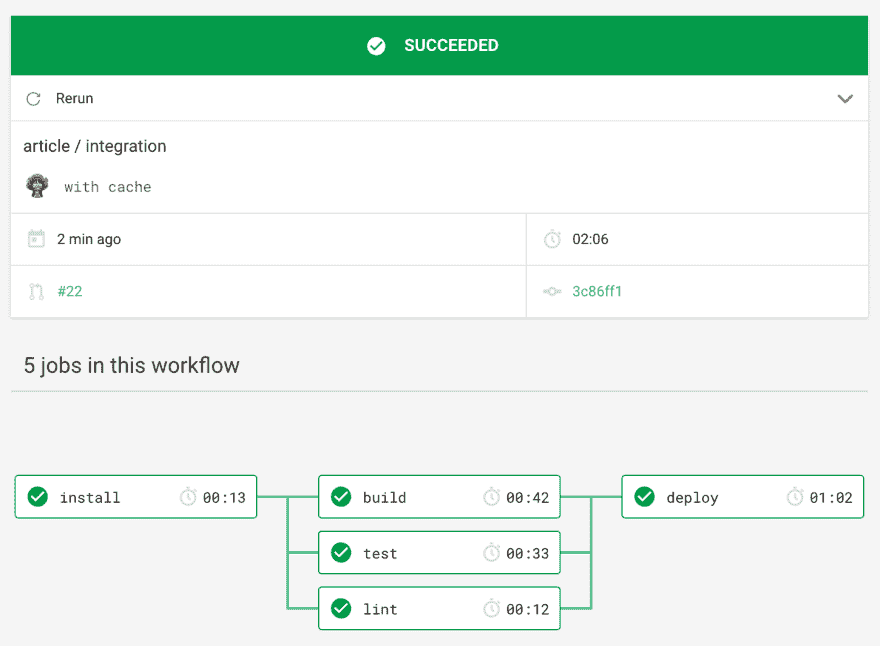 SUCCEEDED
Rerun
article / integration
with cache
2 min ago
02:06
#22
3c86ff1
5 jobs in this workflow
install 00:13
build 00:42
deploy 01:02
test 00:33
lint 00:12